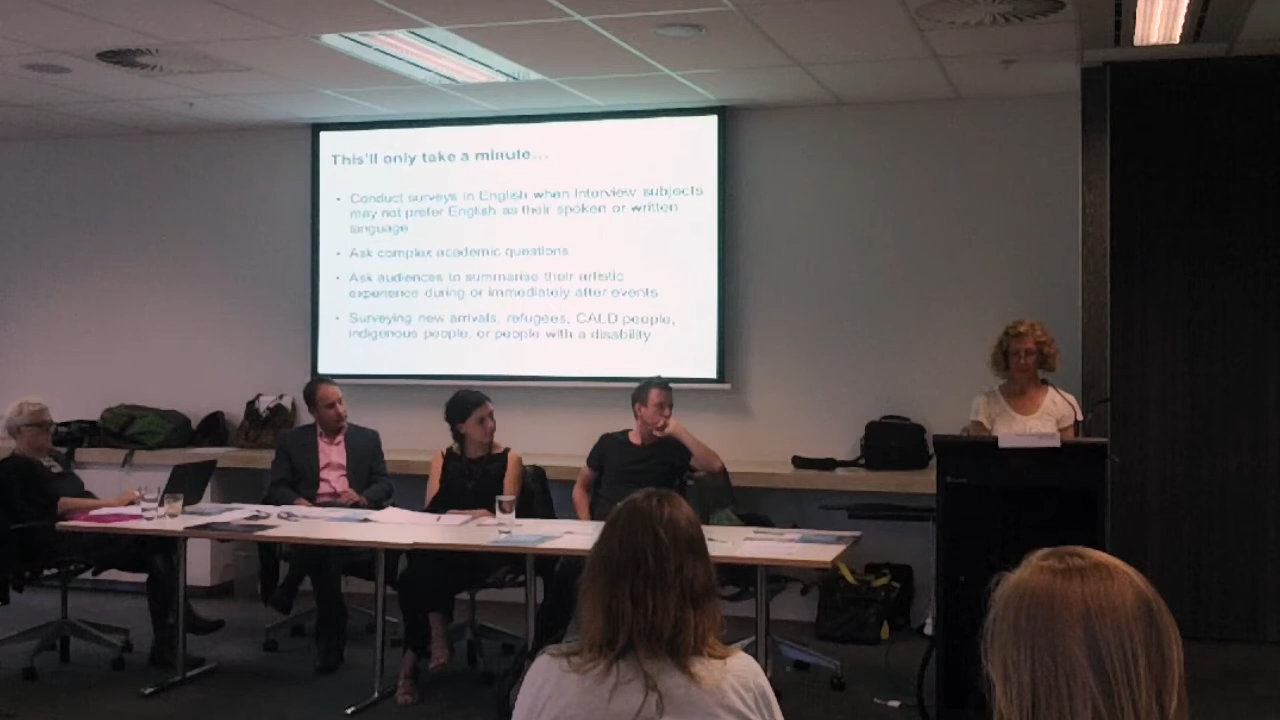 This'll only take a minute...
• Conduct surveys in English when interview subjects
may not prefer English as their spoken or written
language
• Ask complex academic questions
• Ask audiences to summarise their artistic
experience during or immediately after events
• Surveying new arrivals, refugees, CALD people,
indigenous people, or people with a disability